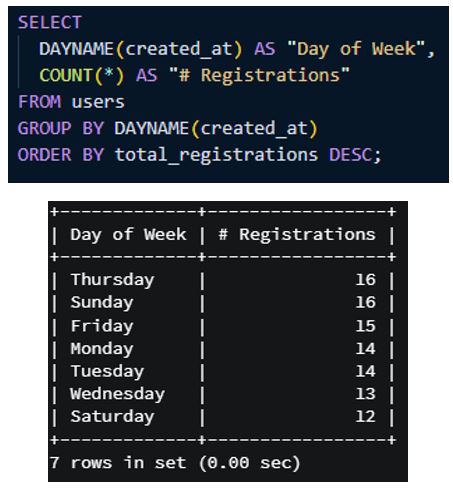 SELECT
  DAYNAME(created_at) AS "Day of Week",
  COUNT(*) AS "# Registrations"
FROM users
GROUP BY DAYNAME(created_at)
ORDER BY total_registrations DESC;
+-------------+-----------------+
| Day of Week | # Registrations |
+-------------+-----------------+
| Thursday    |              16 |
| Sunday      |              16 |
| Friday      |              15 |
| Monday      |              14 |
| Tuesday     |              14 |
| Wednesday   |              13 |
| Saturday    |              12 |
+-------------+-----------------+
7 rows in set (0.00 sec)